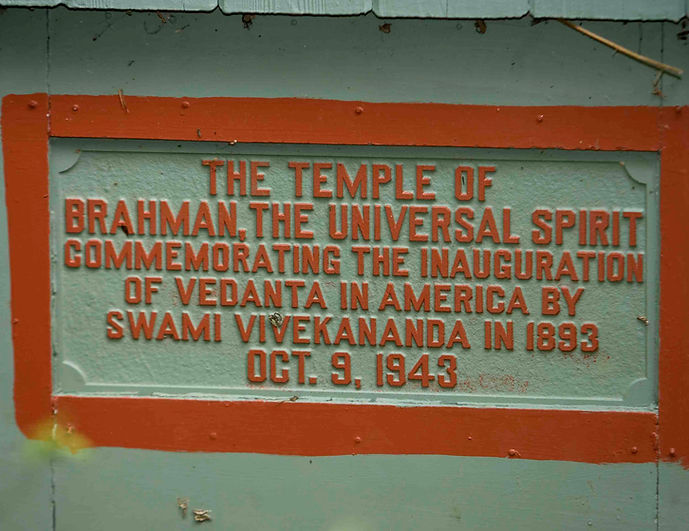 THE TEMPLE OF
BRAHMAN, THE UNIVERSAL SPIRIT
COMMEMORATING THE INAUGURATION
OF VEDANTA IN AMERICA BY
SWAMI VIVEKANANDA IN 1893
OCT. 9, 1943